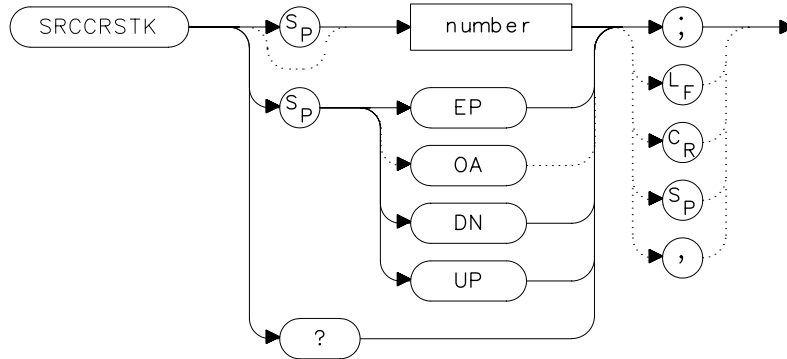 SRCCRSTK SP number ;
LF
SP EP
OA CR
DN SP
UP ,
?